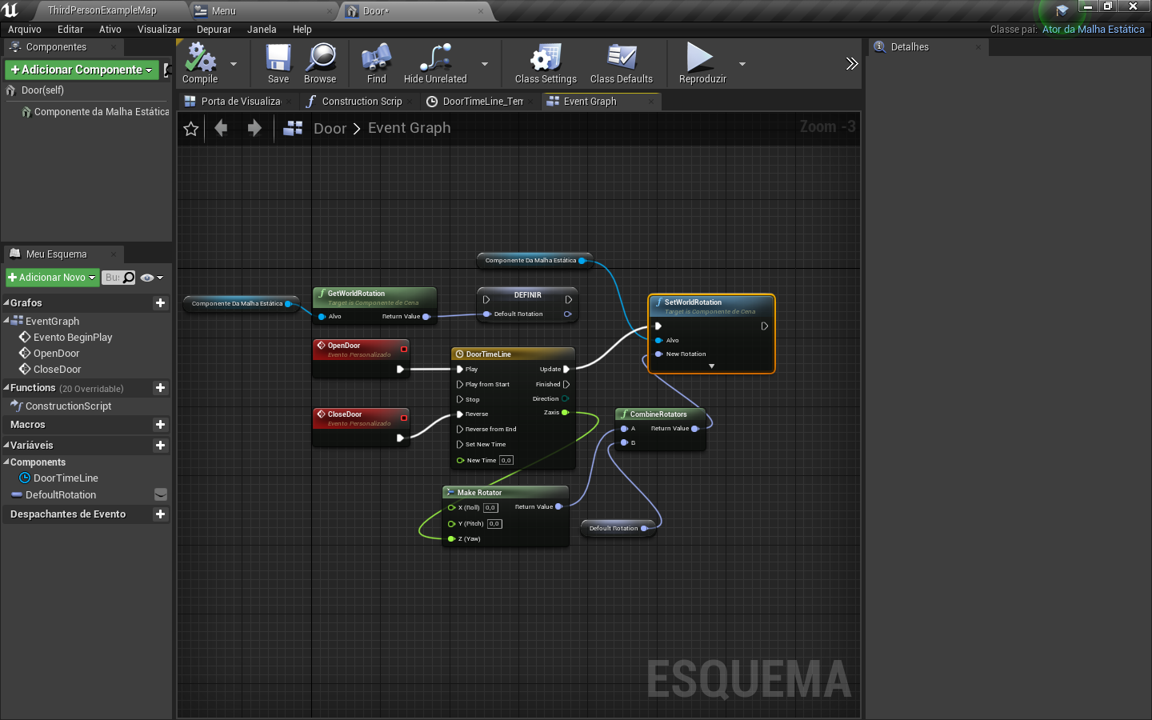 ThirdPersonExampleMap
Menu
Door*
Arquivo Editar Ativo Visualizar Depurar Janela Help
Classe pai: Ator da Malha Estática
Componentes
+ Adicionar Componente
Door(self)
Componente da Malha Estática
Meu Esquema
+ Adicionar Novo
Grafos
EventGraph
Evento BeginPlay
OpenDoor
CloseDoor
Functions (20 Overridable)
ConstructionScript
Macros
Variáveis
Components
DoorTimeLine
DefaultRotation
Despachantes de Evento
Compile Save Browse Find Hide Unrelated Class Settings Class Defaults Reproduzir
Porta de Visualiza Construction Scrip DoorTimeLine_Tem Event Graph
Door > Event Graph
Zoom -3
Componente Da Malha Estática
Componente Da Malha Estática
GetWorldRotation
Target is Componente de Cena
Alvo Return Value
DEFINIR
Default Rotation
SetWorldRotation
Target is Componente de Cena
Alvo
New Rotation
OpenDoor
Evento Personalizado
CloseDoor
Evento Personalizado
DoorTimeLine
Play Update
Play from Start Finished
Stop Direction
Reverse Zaxis
Reverse from End
Set New Time
New Time 0,0
CombineRotators
A Return Value
B
Make Rotator
X (Roll) 0,0 Return Value
Y (Pitch) 0,0
Z (Yaw)
Default Rotation
ESQUEMA
Detalhes